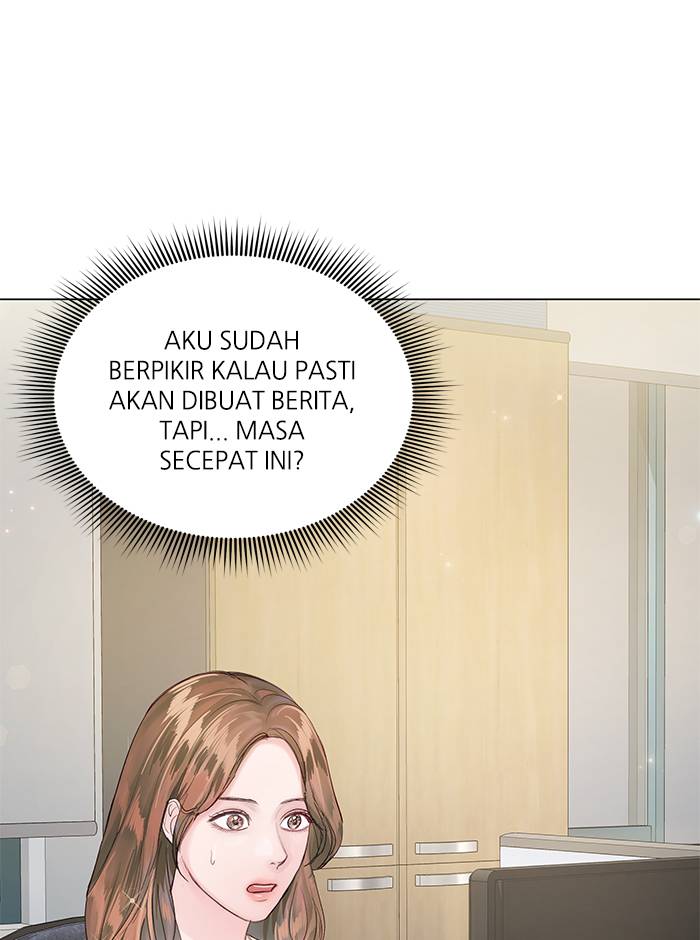 AKU SUDAH
BERPIKIR KALAU PASTI
AKAN DIBUAT BERITA,
TAPI... MASA
SECEPAT INI?